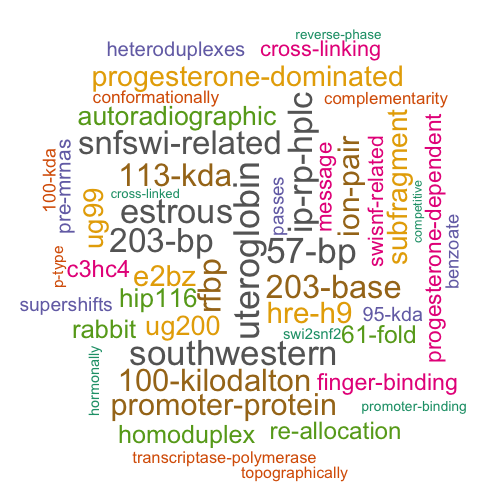 reverse-phase
heteroduplexes cross-linking
progesterone-dominated
conformationally complementarity
autoradiographic
snfswi-related
ip-rp-hplc
message
ion-pair
swisnf-related
subfragment
competitive
progesterone-dependent
100-kda
pre-mrnas
113-kda
cross-linked
ug99
estrous
passes
uteroglobin
203-bp
57-bp
benzoate
p-type
c3hc4
e2bz
rfbp
203-base
supershifts
hip116
hre-h9
95-kda
rabbit
ug200
swi2snf2
61-fold
southwestern
hormonally
100-kilodalton
finger-binding
promoter-protein
promoter-binding
homoduplex
re-allocation
transcriptase-polymerase
topographically